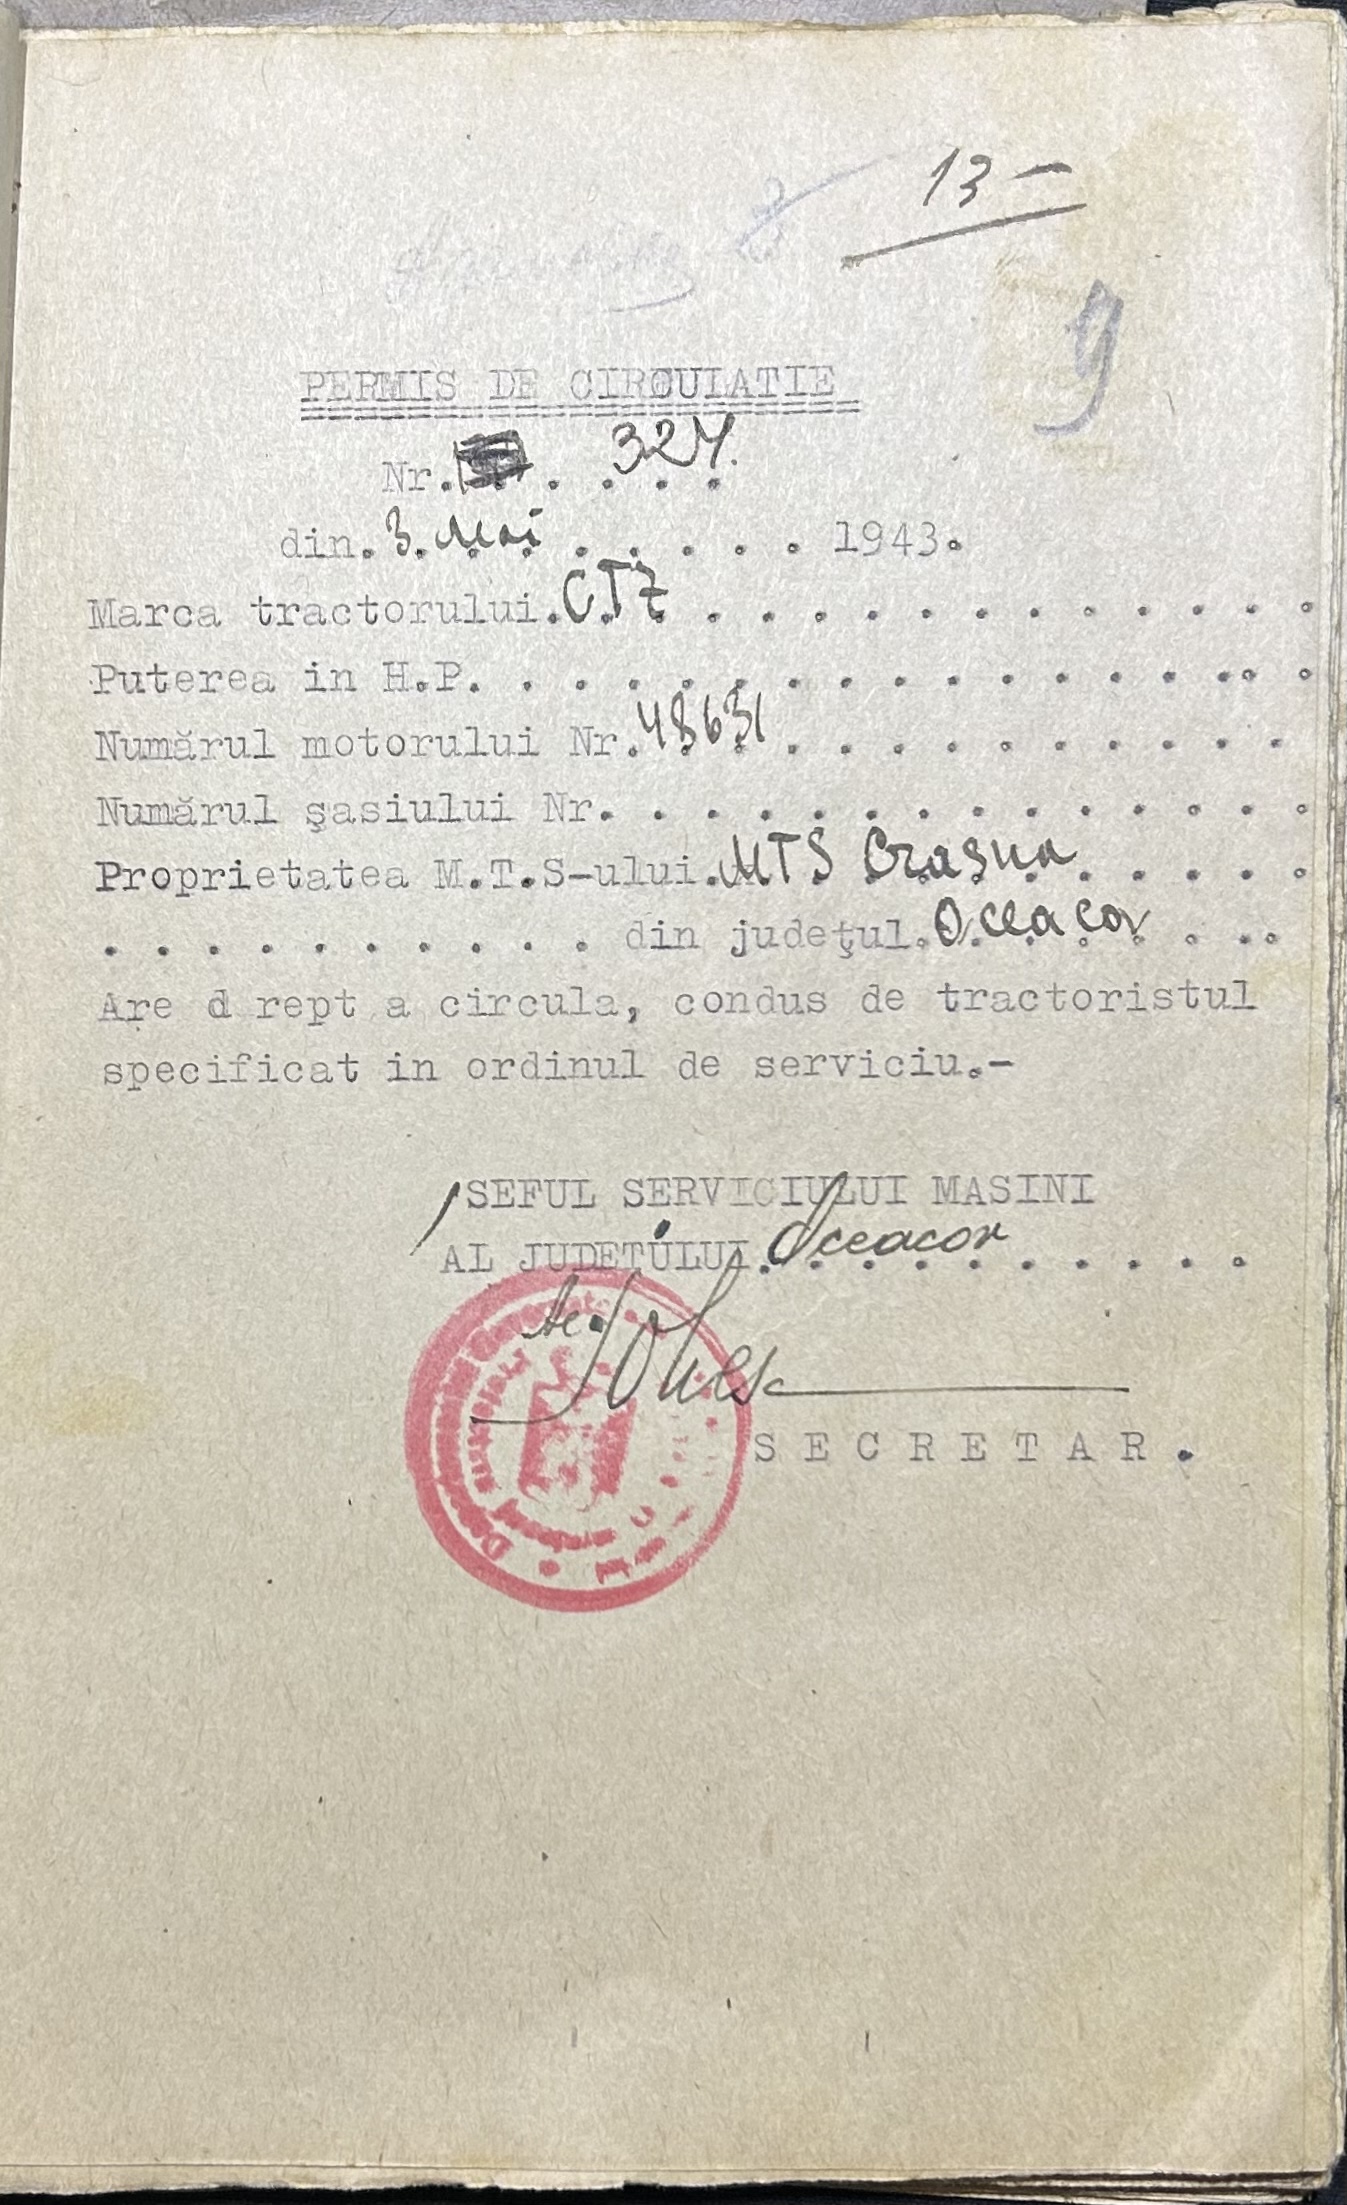 13 —
9
PERMIS DE CIRCULATIE
Nr. . . . . 324.
din. 3. Mai . . . . . 1943.
Marca tractorului. CTZ . . . . . . . . . . . .
Puterea in H.P. . . . . . . . . . . . . . . . .
Numărul motorului Nr. 48631 . . . . . . . . . .
Numărul şasiului Nr. . . . . . . . . . . . . . .
Proprietatea M.T.S-ului. MTS Crasna . . . . .
. . . . . . . . . . din judeţul. Oceacov . . . .
Are d rept a circula, condus de tractoristul
specificat in ordinul de serviciu.-
SEFUL SERVICIULUI MASINI
AL JUDEŢULUI. Oceacov . . . . . . .
SECRETAR.